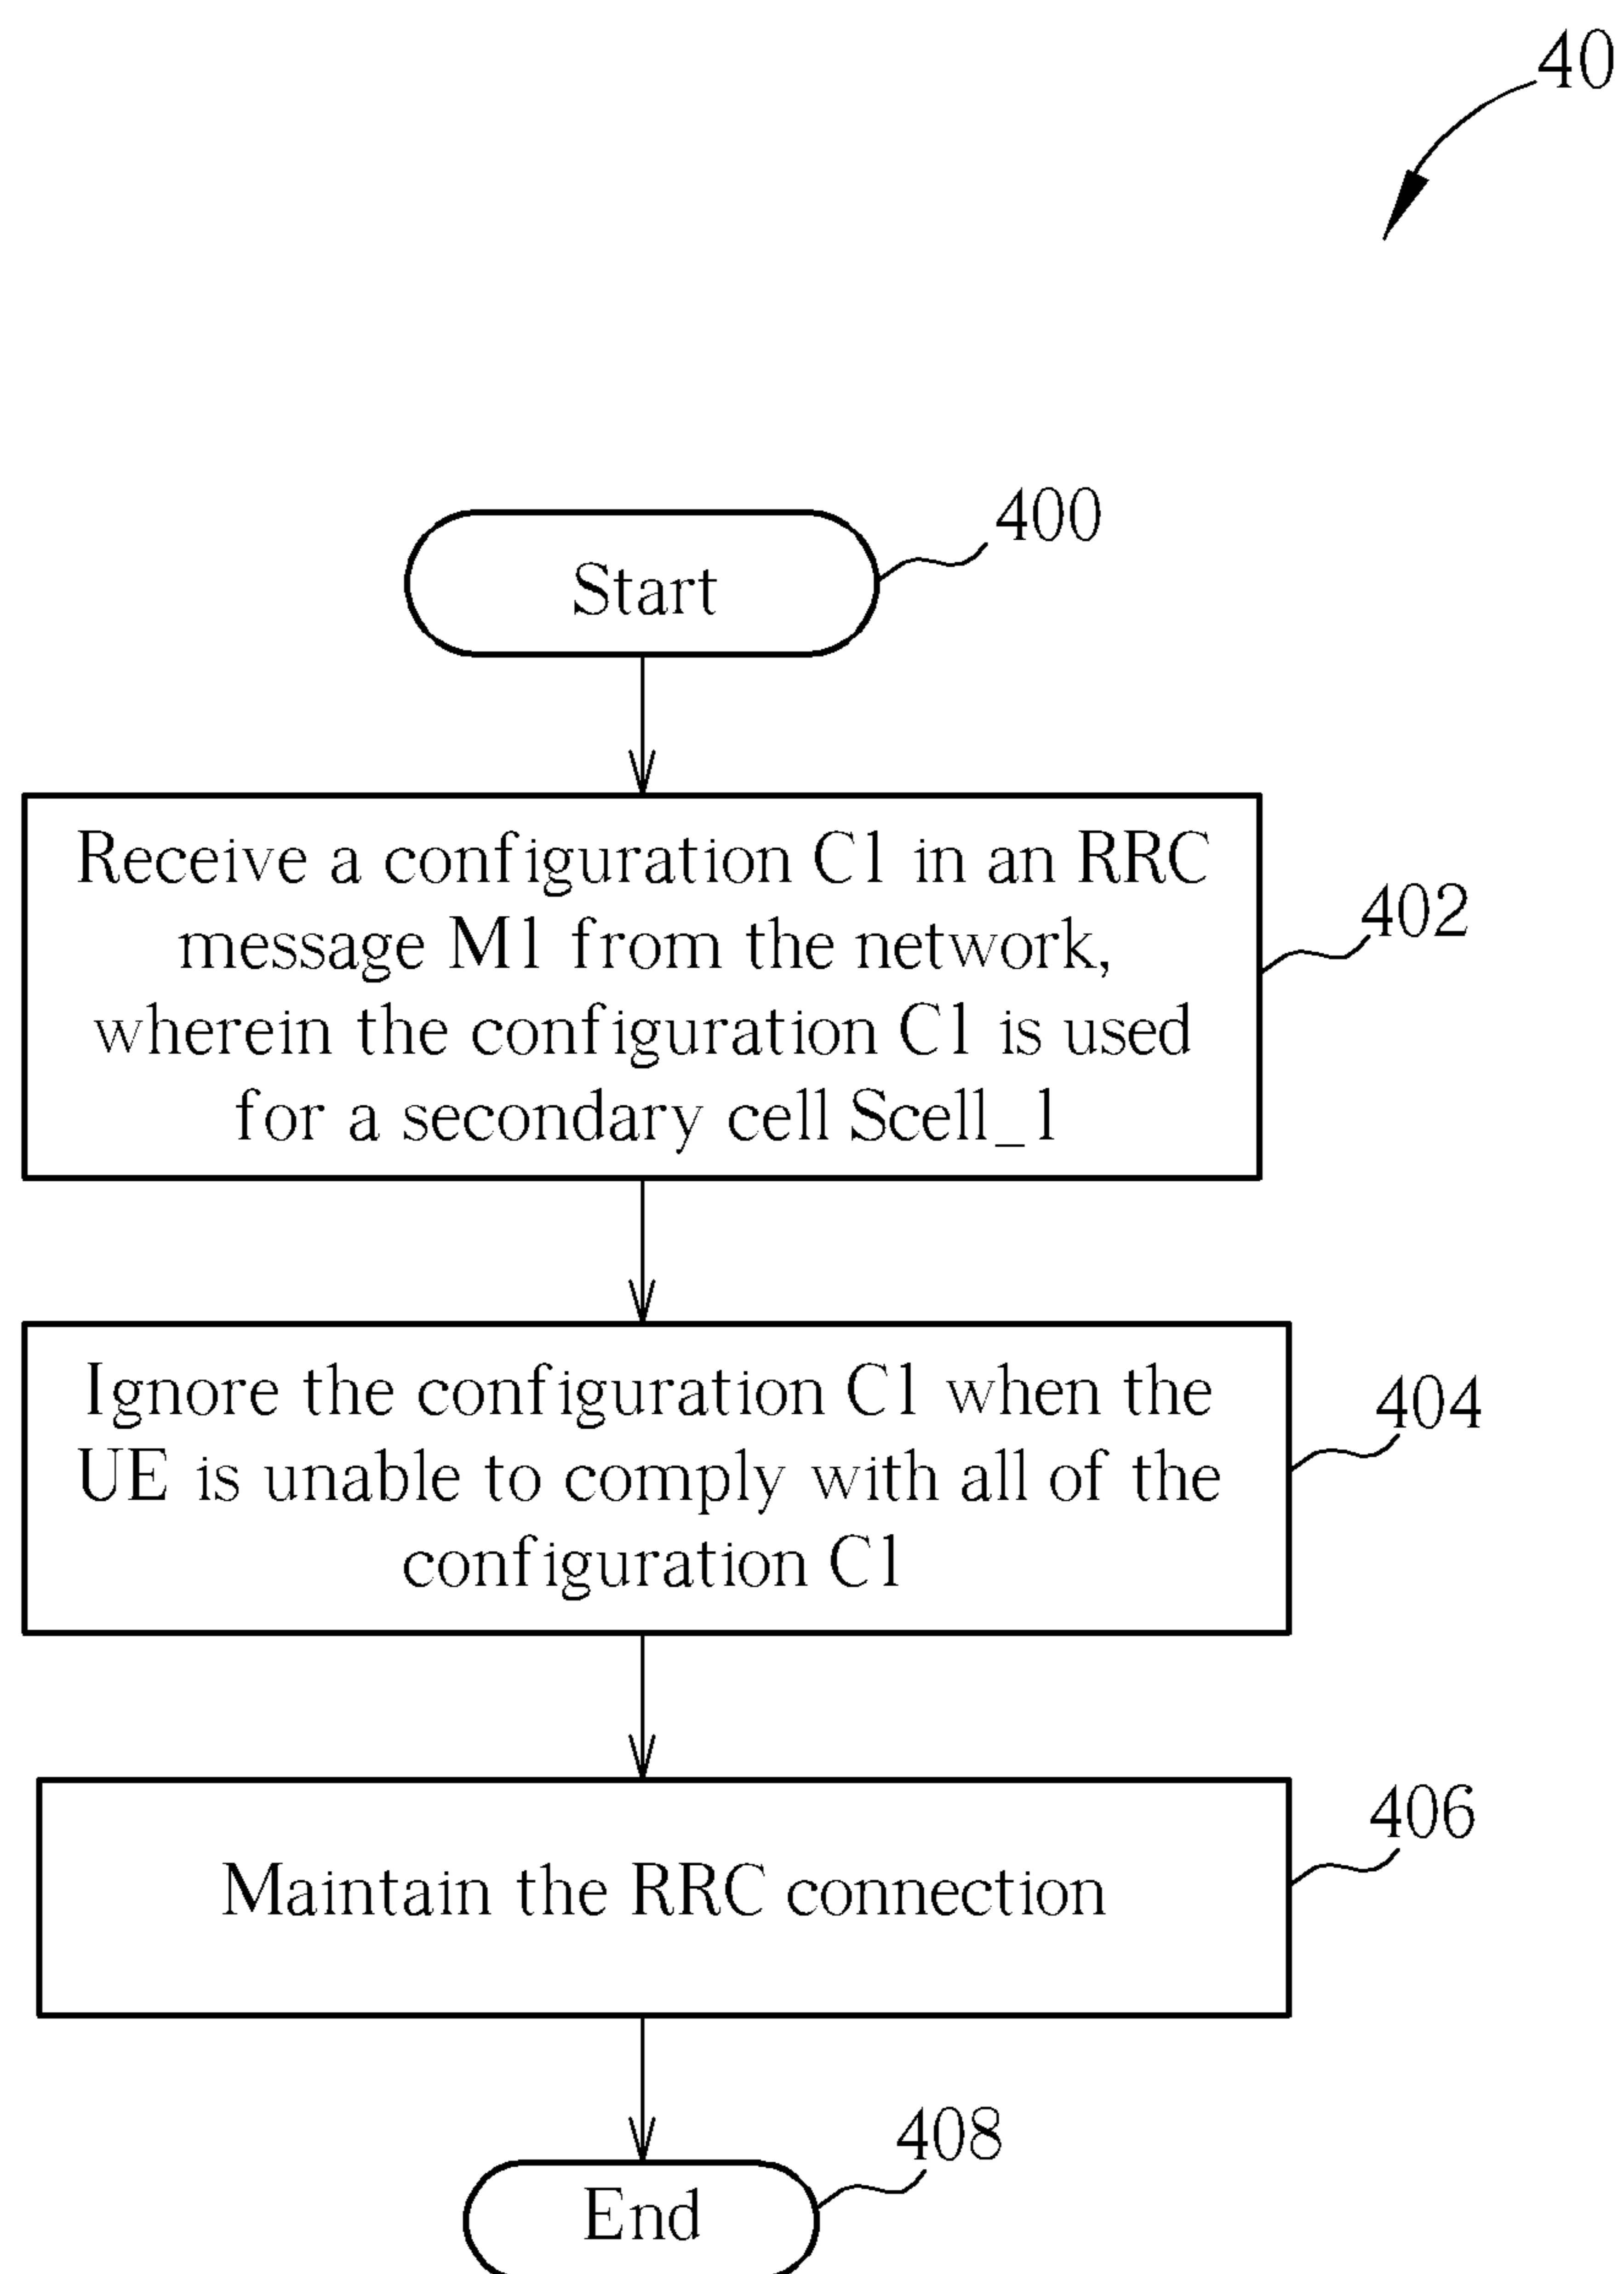 40
400
Start
Receive a configuration C1 in an RRC
message M1 from the network,
wherein the configuration C1 is used
for a secondary cell Scell_1
402
Ignore the configuration C1 when the
UE is unable to comply with all of the
configuration C1
404
Maintain the RRC connection
406
408
End